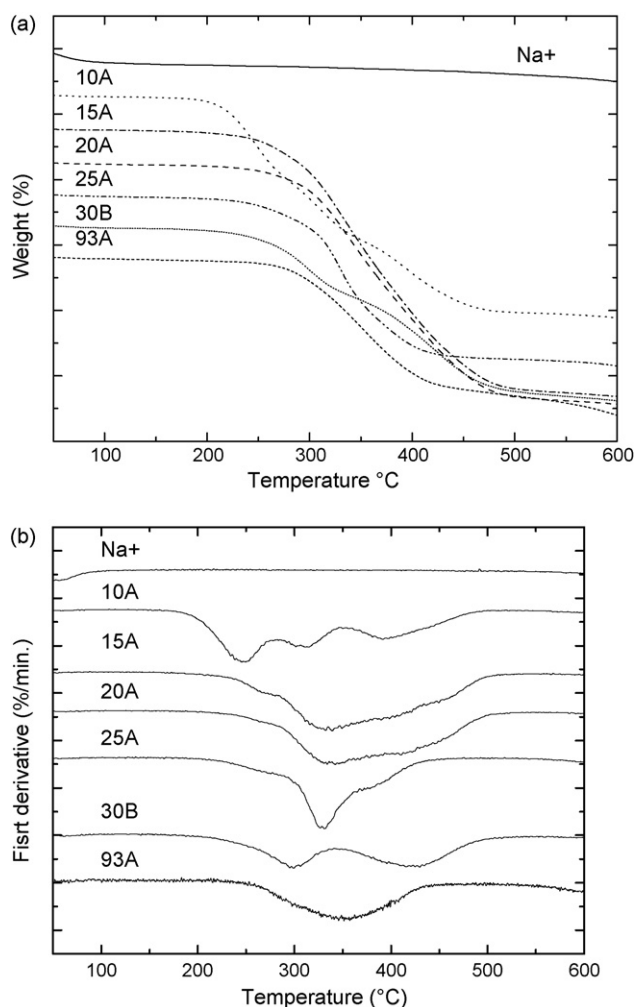 (a)
Na+
10A
15A
20A
25A
30B
93A
Weight (%)
100 200 300 400 500 600
Temperature °C
(b)
Na+
10A
15A
20A
25A
30B
93A
Fisrt derivative (%/min.)
100 200 300 400 500 600
Temperature (°C)